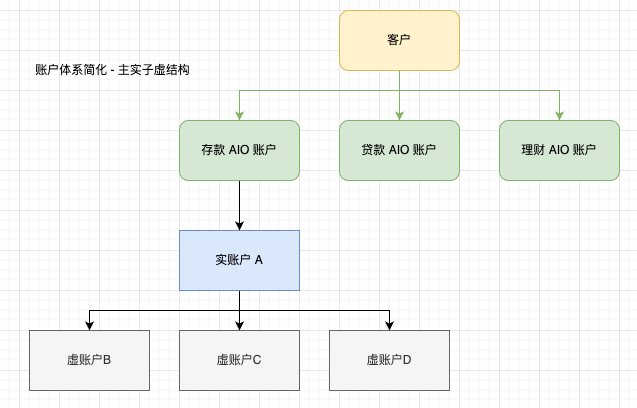 客户
账户体系简化 - 主实子虚结构
存款 AIO 账户
贷款 AIO 账户
理财 AIO 账户
实账户 A
虚账户B
虚账户C
虚账户D